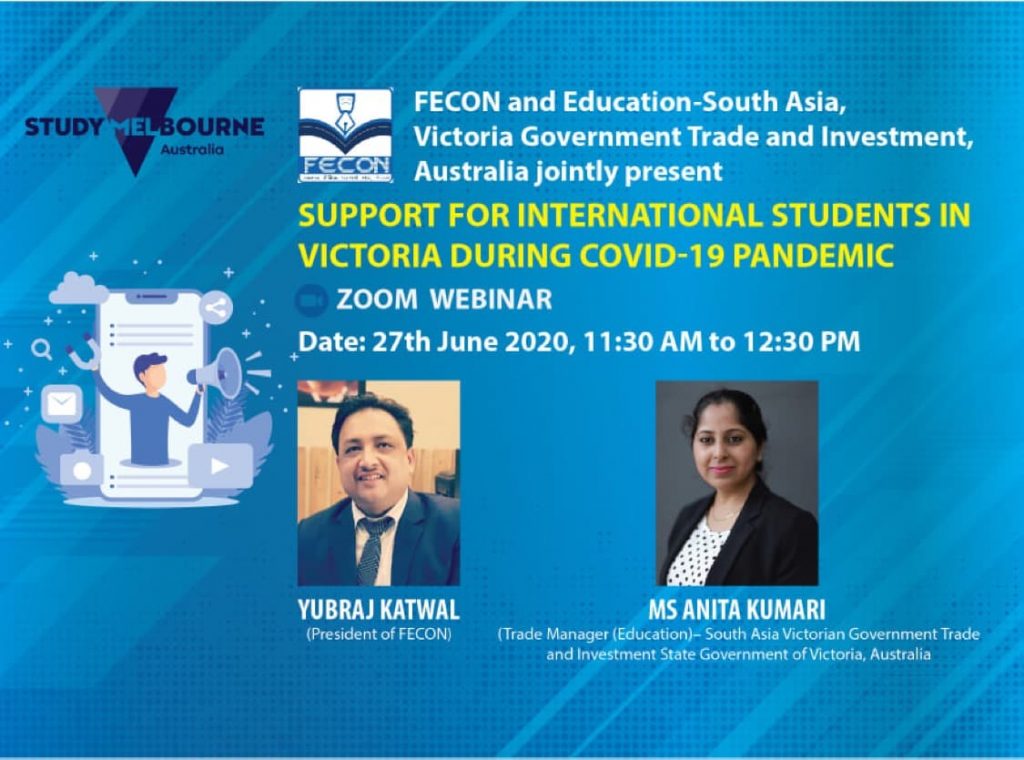 STUDY MELBOURNE
Australia
FECON
FECON and Education-South Asia,
Victoria Government Trade and Investment,
Australia jointly present
SUPPORT FOR INTERNATIONAL STUDENTS IN
VICTORIA DURING COVID-19 PANDEMIC
ZOOM WEBINAR
Date: 27th June 2020, 11:30 AM to 12:30 PM
YUBRAJ KATWAL
(President of FECON)
MS ANITA KUMARI
(Trade Manager (Education)– South Asia Victorian Government Trade
and Investment State Government of Victoria, Australia